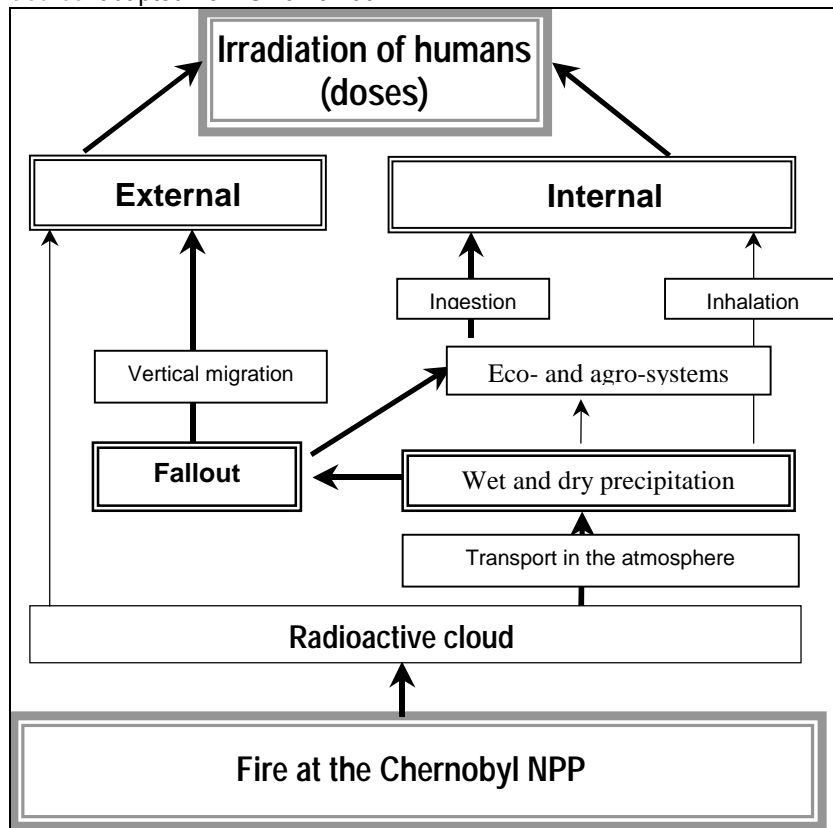 Irradiation of humans
(doses)
External
Internal
Ingestion
Inhalation
Vertical migration
Eco- and agro-systems
Fallout
Wet and dry precipitation
Transport in the atmosphere
Radioactive cloud
Fire at the Chernobyl NPP